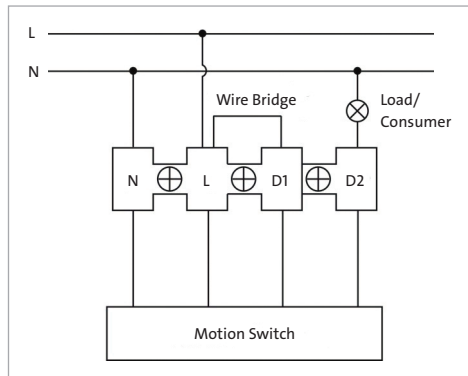 L
N
Wire Bridge
Load/
Consumer
N
L
D1
D2
Motion Switch